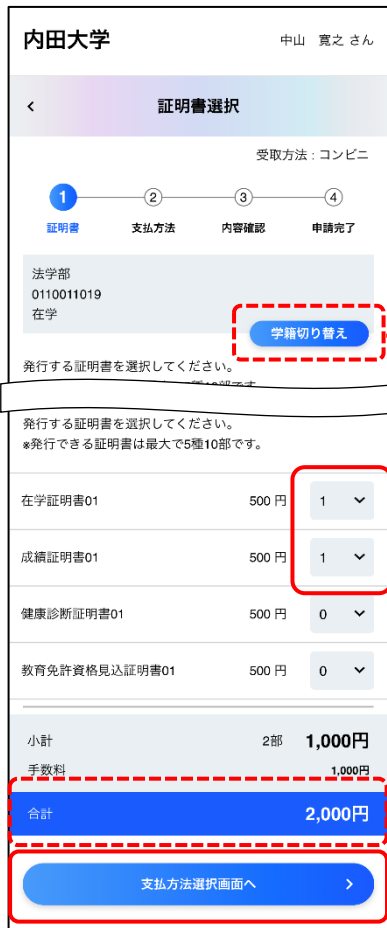 内田大学
中山 寛之 さん
証明書選択
受取方法 : コンビニ
1 2 3 4
証明書 支払方法 内容確認 申請完了
法学部
0110011019
在学
学籍切り替え
発行する証明書を選択してください。
発行する証明書を選択してください。
*発行できる証明書は最大で5種10部です。
在学証明書01 500 円 1
成績証明書01 500 円 1
健康診断証明書01 500 円 0
教育免許資格見込証明書01 500 円 0
小計 2部 1,000円
手数料 1,000円
合計 2,000円
支払方法選択画面へ